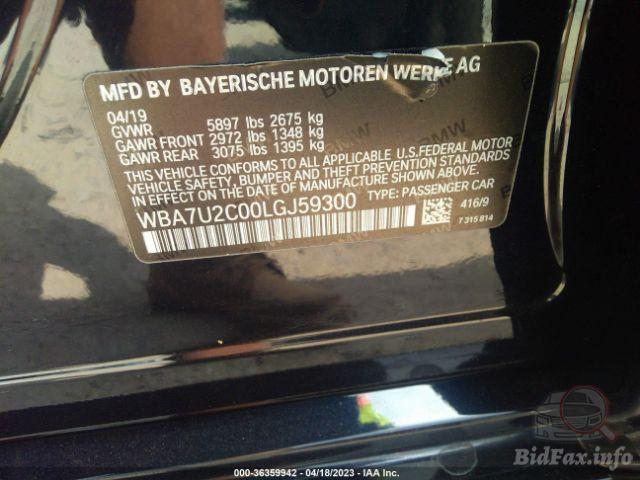 MFD BY BAYERISCHE MOTOREN WERKE AG
04/19
GVWR 5897 lbs 2675 kg
GAWR FRONT 2972 lbs 1348 kg
GAWR REAR 3075 lbs 1395 kg
THIS VEHICLE CONFORMS TO ALL APPLICABLE U.S.FEDERAL MOTOR
VEHICLE SAFETY, BUMPER, AND THEFT PREVENTION STANDARDS
IN EFFECT ON THE DATE OF MANUFACTURE SHOWN ABOVE.
WBA7U2C00LGJ59300 TYPE: PASSENGER CAR
416/9
7 315 814
000-36359942 - 04/18/2023 - IAA Inc.
BidFax.info